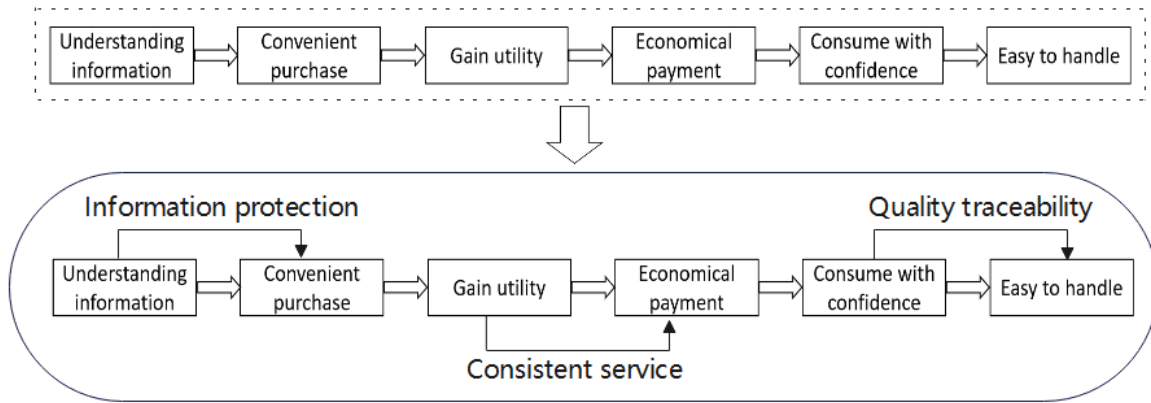 Understanding
information
Convenient
purchase
Gain utility
Economical
payment
Consume with
confidence
Easy to handle
Information protection
Quality traceability
Understanding
information
Convenient
purchase
Gain utility
Economical
payment
Consume with
confidence
Easy to handle
Consistent service